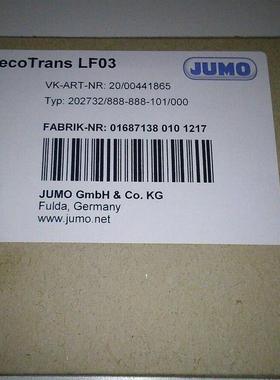 ecoTrans LF03
JUMO
VK-ART-NR: 20/00441865
Typ: 202732/888-888-101/000
FABRIK-NR: 01687138 010 1217
JUMO GmbH & Co. KG
Fulda, Germany
www.jumo.net